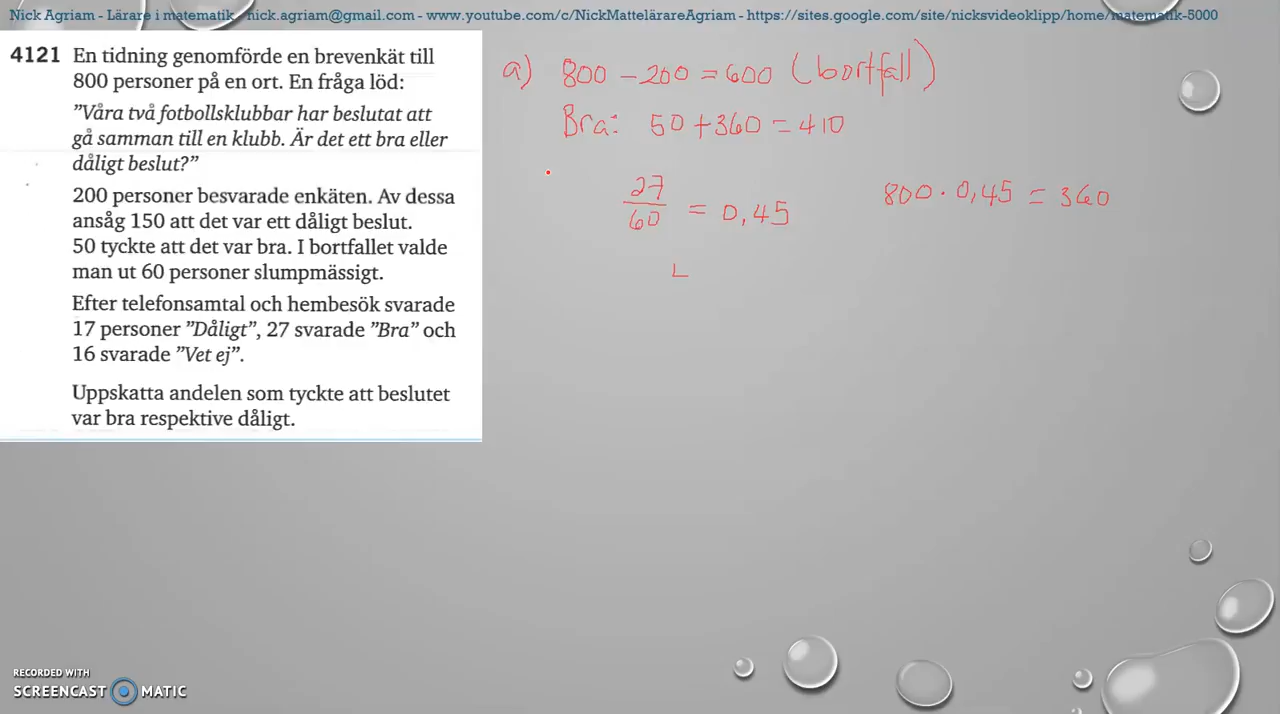 Nick Agriam - Lärare i matematik - nick.agriam@gmail.com - www.youtube.com/c/NickMattelärareAgriam - https://sites.google.com/site/nicksvideoklipp/home/matematik-5000
4121 En tidning genomförde en brevenkät till
800 personer på en ort. En fråga löd:
"Våra två fotbollsklubbar har beslutat att
gå samman till en klubb. Är det ett bra eller
dåligt beslut?"
200 personer besvarade enkäten. Av dessa
ansåg 150 att det var ett dåligt beslut.
50 tyckte att det var bra. I bortfallet valde
man ut 60 personer slumpmässigt.
Efter telefonsamtal och hembesök svarade
17 personer "Dåligt", 27 svarade "Bra" och
16 svarade "Vet ej".
Uppskatta andelen som tyckte att beslutet
var bra respektive dåligt.
a) 800 - 200 = 600 (bortfall)
Bra: 50 + 360 = 410
27/60 = 0,45 800 · 0,45 = 360
RECORDED WITH
SCREENCAST MATIC